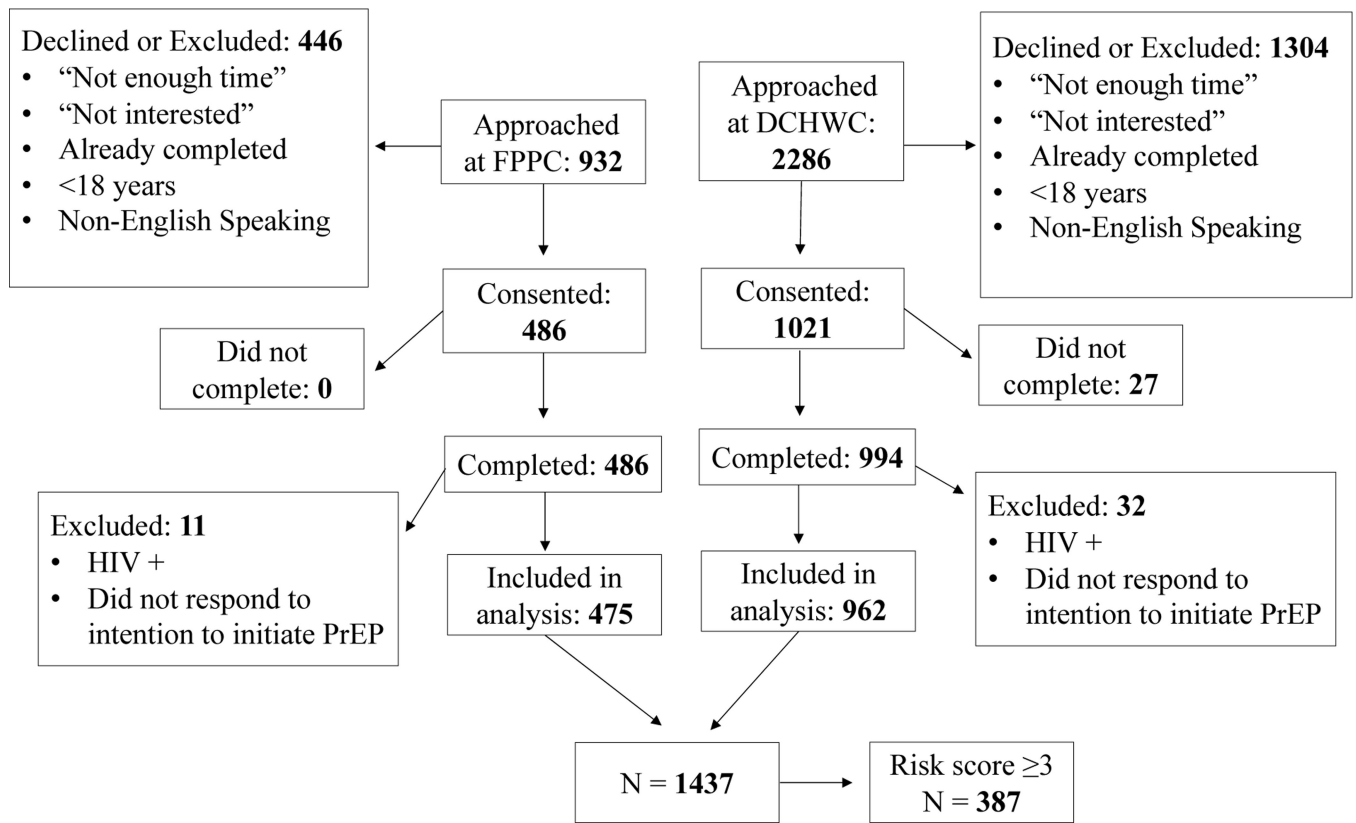 Declined or Excluded: 446
• “Not enough time”
• “Not interested”
• Already completed
• <18 years
• Non-English Speaking
Approached
at FPPC: 932
Approached
at DCHWC:
2286
Declined or Excluded: 1304
• “Not enough time”
• “Not interested”
• Already completed
• <18 years
• Non-English Speaking
Consented:
486
Consented:
1021
Did not
complete: 0
Did not
complete: 27
Completed: 486
Completed: 994
Excluded: 11
• HIV +
• Did not respond to
intention to initiate PrEP
Included in
analysis: 475
Included in
analysis: 962
Excluded: 32
• HIV +
• Did not respond to
intention to initiate PrEP
N = 1437
Risk score ≥3
N = 387